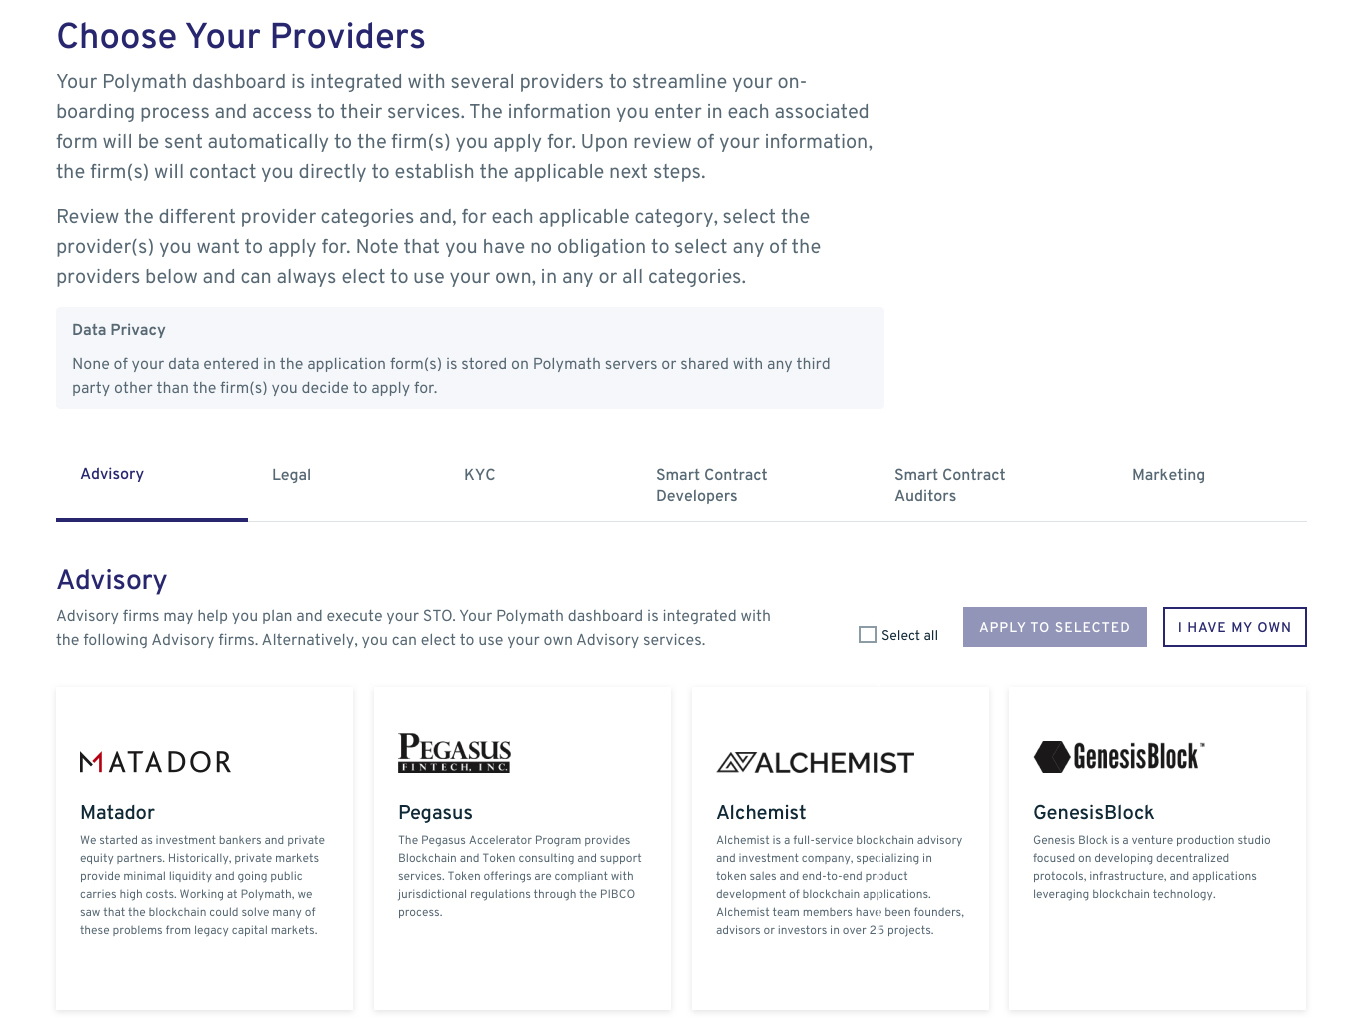 Choose Your Providers
Your Polymath dashboard is integrated with several providers to streamline your on-
boarding process and access to their services. The information you enter in each associated
form will be sent automatically to the firm(s) you apply for. Upon review of your information,
the firm(s) will contact you directly to establish the applicable next steps.
Review the different provider categories and, for each applicable category, select the
provider(s) you want to apply for. Note that you have no obligation to select any of the
providers below and can always elect to use your own, in any or all categories.
Data Privacy
None of your data entered in the application form(s) is stored on Polymath servers or shared with any third
party other than the firm(s) you decide to apply for.
Advisory
Legal
KYC
Smart Contract
Developers
Smart Contract
Auditors
Marketing
Advisory
Advisory firms may help you plan and execute your STO. Your Polymath dashboard is integrated with
the following Advisory firms. Alternatively, you can elect to use your own Advisory services.
Select all
APPLY TO SELECTED
I HAVE MY OWN
MATADOR
Matador
We started as investment bankers and private
equity partners. Historically, private markets
provide minimal liquidity and going public
carries high costs. Working at Polymath, we
saw that the blockchain could solve many of
these problems from legacy capital markets.
PEGASUS
FINTECH, INC.
Pegasus
The Pegasus Accelerator Program provides
Blockchain and Token consulting and support
services. Token offerings are compliant with
jurisdictional regulations through the PIBCO
process.
ALCHEMIST
Alchemist
Alchemist is a full-service blockchain advisory
and investment company, specializing in
token sales and end-to-end product
development of blockchain applications.
Alchemist team members have been founders,
advisors or investors in over 25 projects.
GenesisBlock™
GenesisBlock
Genesis Block is a venture production studio
focused on developing decentralized
protocols, infrastructure, and applications
leveraging blockchain technology.